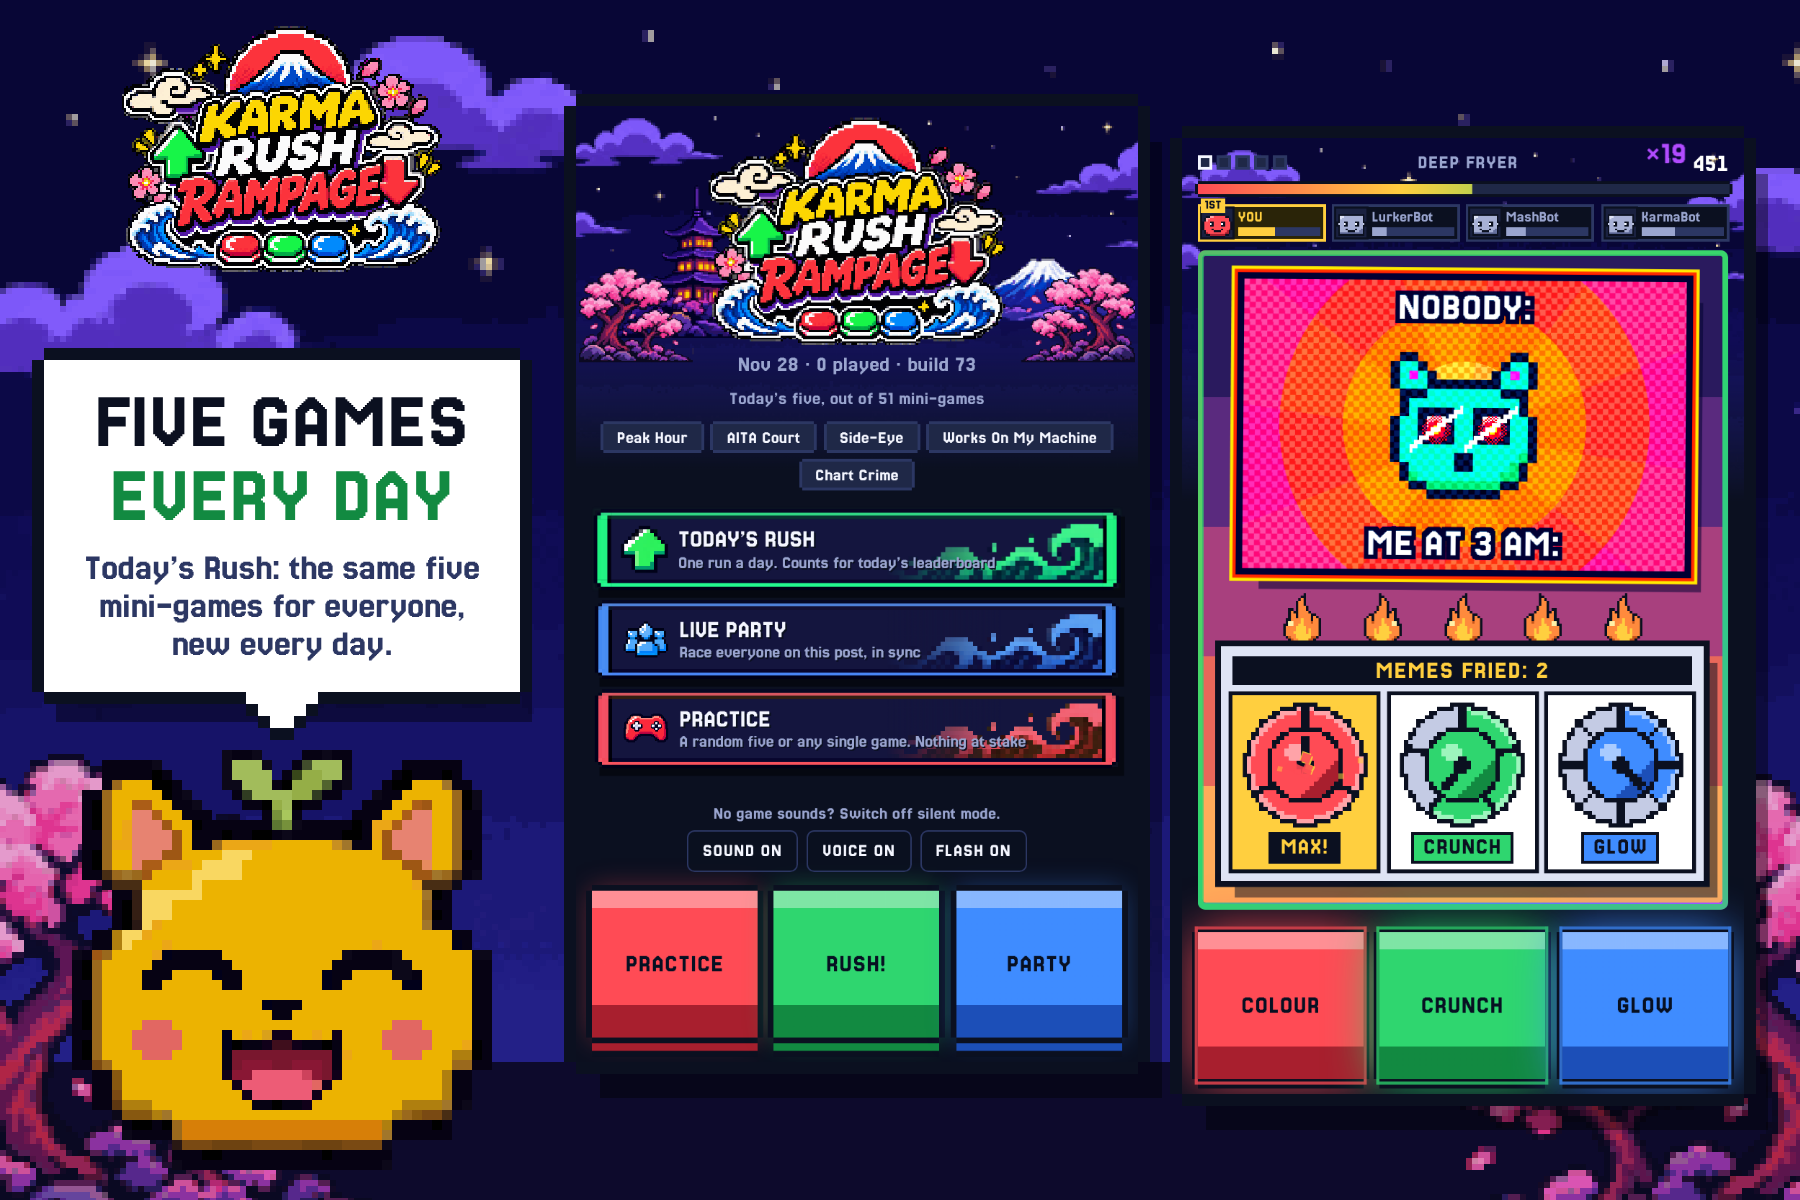 KARMA
RUSH
RAMPAGE
FIVE GAMES
EVERY DAY
Today's Rush: the same five
mini-games for everyone,
new every day.
KARMA
RUSH
RAMPAGE
Nov 28 · 0 played · build 73
Today's five, out of 51 mini-games
Peak Hour
AITA Court
Side-Eye
Works On My Machine
Chart Crime
TODAY'S RUSH
One run a day. Counts for today's leaderboard
LIVE PARTY
Race everyone on this post, in sync
PRACTICE
A random five or any single game. Nothing at stake
No game sounds? Switch off silent mode.
SOUND ON
VOICE ON
FLASH ON
PRACTICE
RUSH!
PARTY
DEEP FRYER
×19
451
1ST
YOU
LurkerBot
MashBot
KarmaBot
NOBODY:
ME AT 3 AM:
MEMES FRIED: 2
MAX!
CRUNCH
GLOW
COLOUR
CRUNCH
GLOW